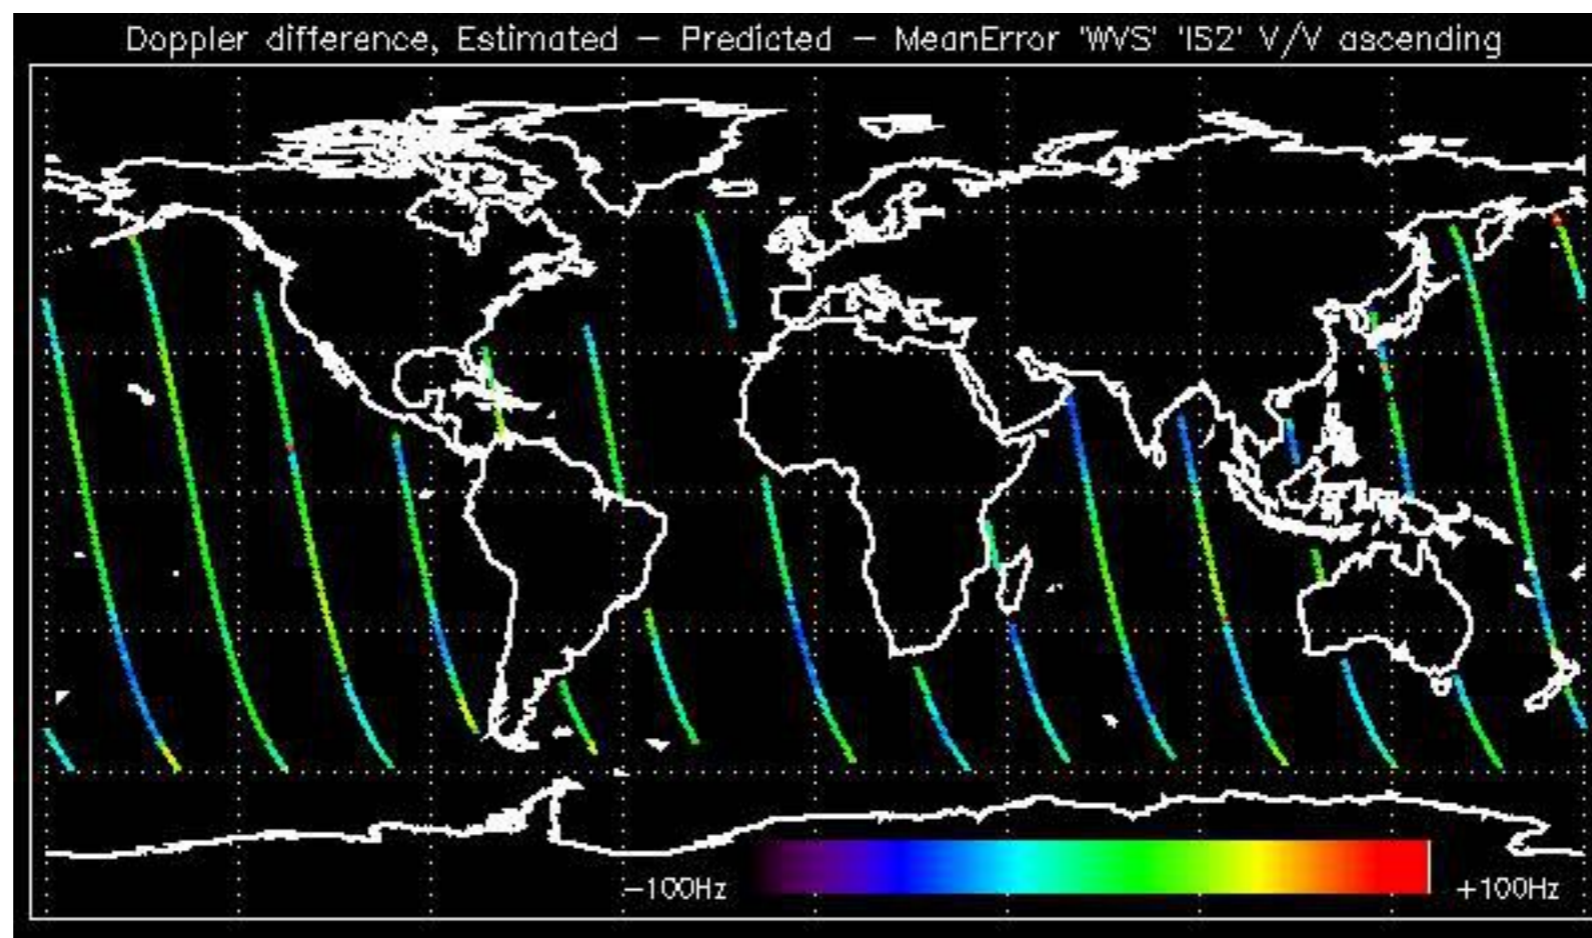 Doppler difference, Estimated – Predicted – MeanError 'WVS' 'IS2' V/V ascending
–100Hz +100Hz